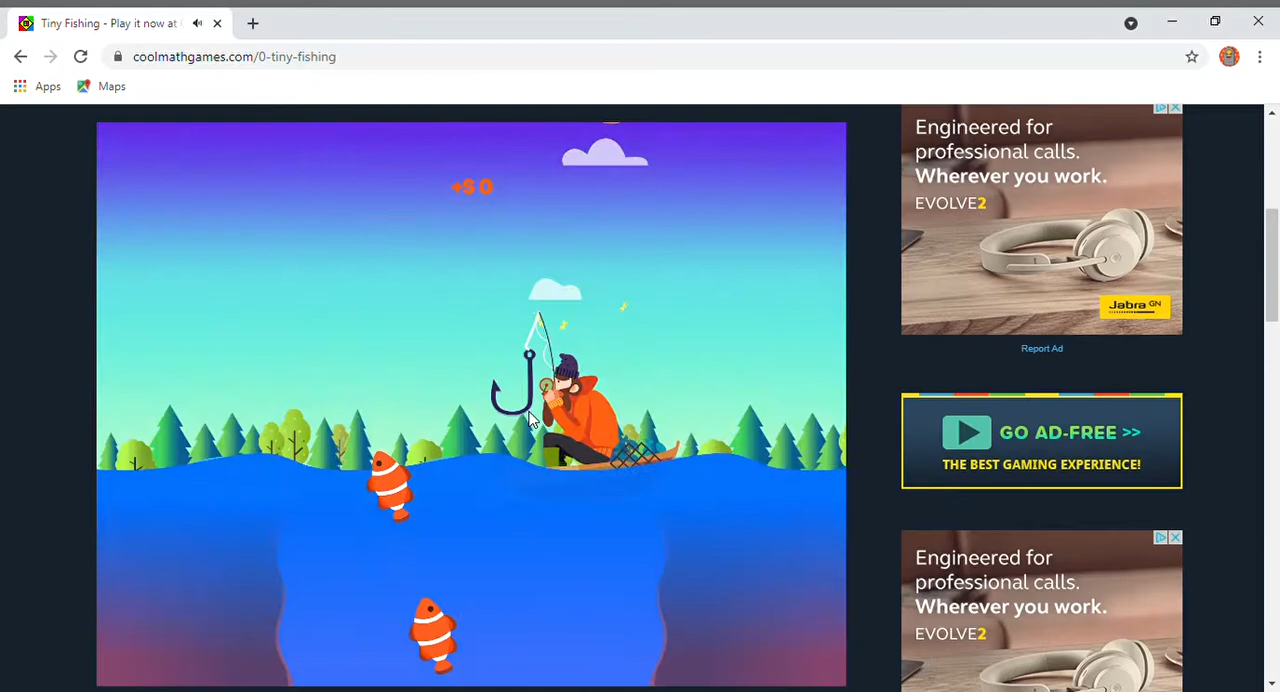 Tiny Fishing - Play it now at
coolmathgames.com/0-tiny-fishing
Apps Maps
+$ 0
Engineered for
professional calls.
Wherever you work.
EVOLVE2
Jabra GN
Report Ad
GO AD-FREE >>
THE BEST GAMING EXPERIENCE!
Engineered for
professional calls.
Wherever you work.
EVOLVE2